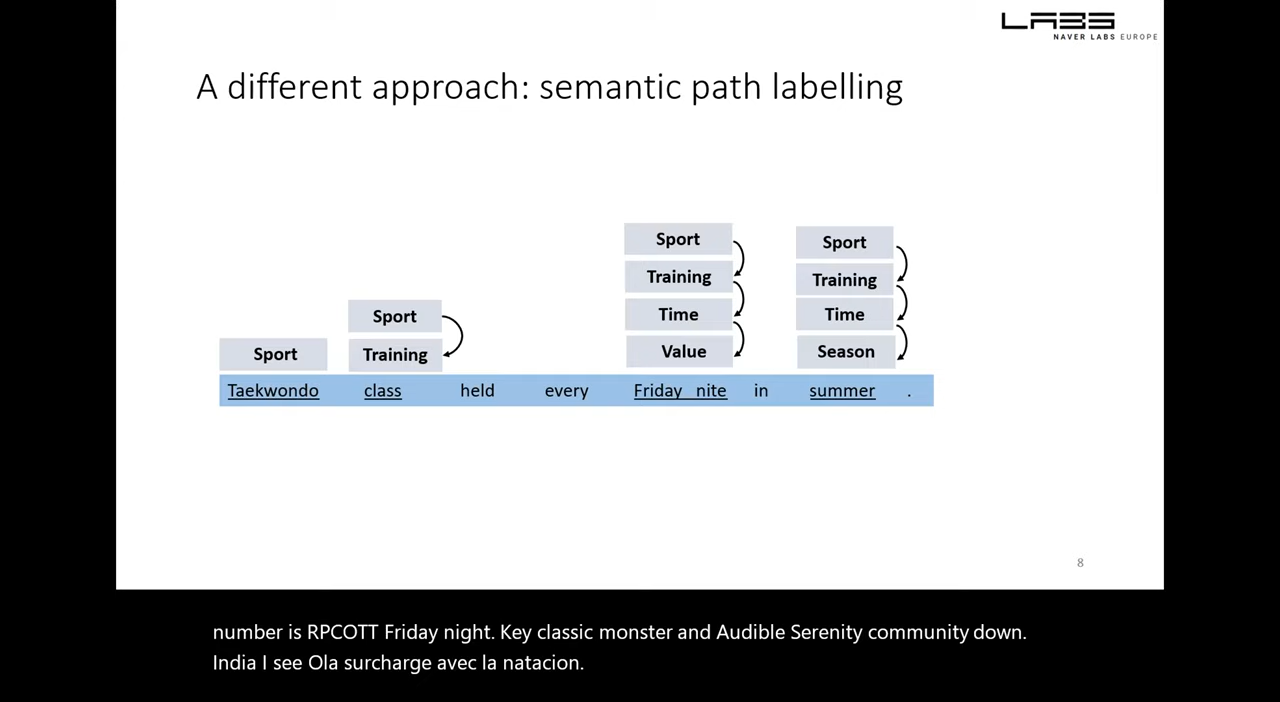 LABS
NAVER LABS EUROPE
A different approach: semantic path labelling
Sport
Sport
Training
Sport
Training
Time
Value
Sport
Training
Time
Season
Taekwondo class held every Friday nite in summer .
8
number is RPCOTT Friday night. Key classic monster and Audible Serenity community down.
India I see Ola surcharge avec la natacion.